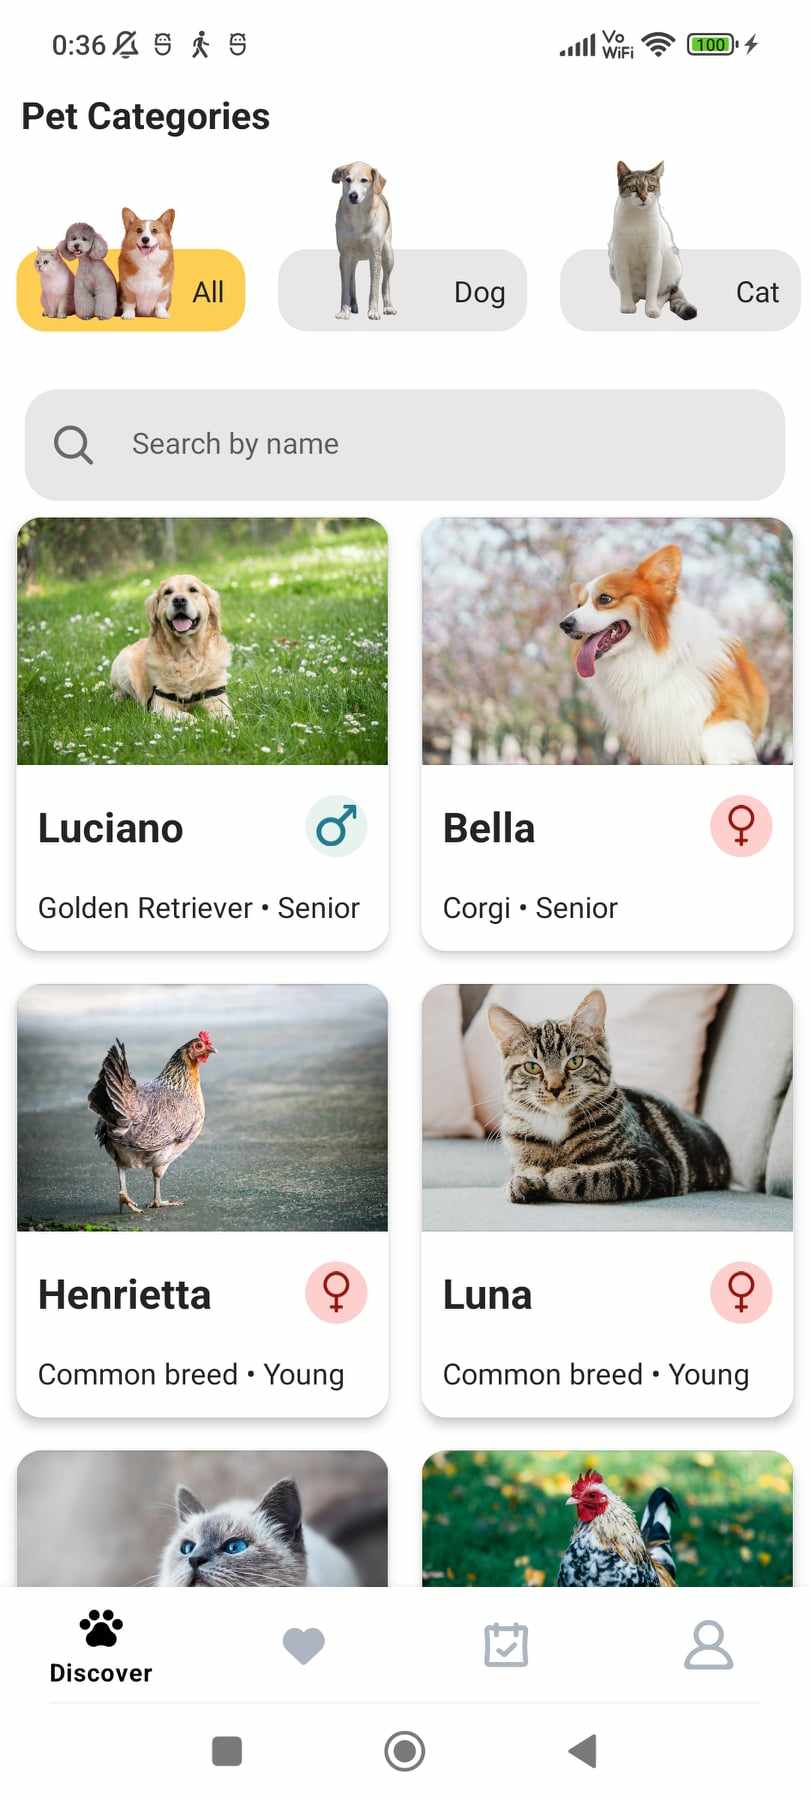 0:36
Vo
WiFi
100
Pet Categories
All
Dog
Cat
Search by name
Luciano
Bella
Golden Retriever • Senior
Corgi • Senior
Henrietta
Luna
Common breed • Young
Common breed • Young
Discover